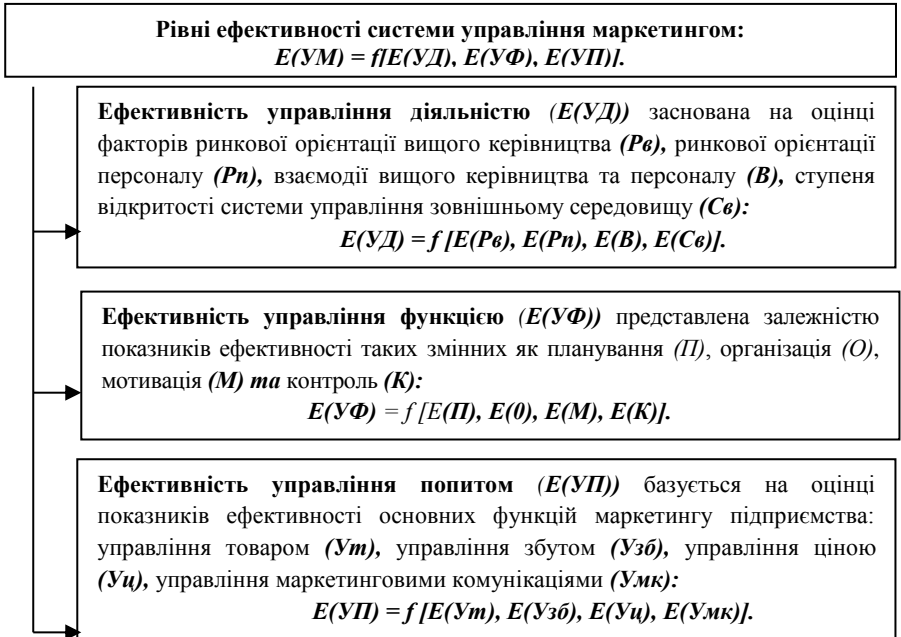 Рівні ефективності системи управління маркетингом:
Е(УМ) = f[Е(УД), Е(УФ), Е(УП)].
Ефективність управління діяльністю (Е(УД)) заснована на оцінці
факторів ринкової орієнтації вищого керівництва (Рв), ринкової орієнтації
персоналу (Рп), взаємодії вищого керівництва та персоналу (В), ступеня
відкритості системи управління зовнішньому середовищу (Св):
Е(УД) = f [Е(Рв), Е(Рп), Е(В), Е(Св)].
Ефективність управління функцією (Е(УФ)) представлена залежністю
показників ефективності таких змінних як планування (П), організація (О),
мотивація (М) та контроль (К):
Е(УФ) = f [Е(П), Е(0), Е(М), Е(К)].
Ефективність управління попитом (Е(УП)) базується на оцінці
показників ефективності основних функцій маркетингу підприємства:
управління товаром (Ут), управління збутом (Узб), управління ціною
(Уц), управління маркетинговими комунікаціями (Умк):
Е(УП) = f [Е(Ут), Е(Узб), Е(Уц), Е(Умк)].